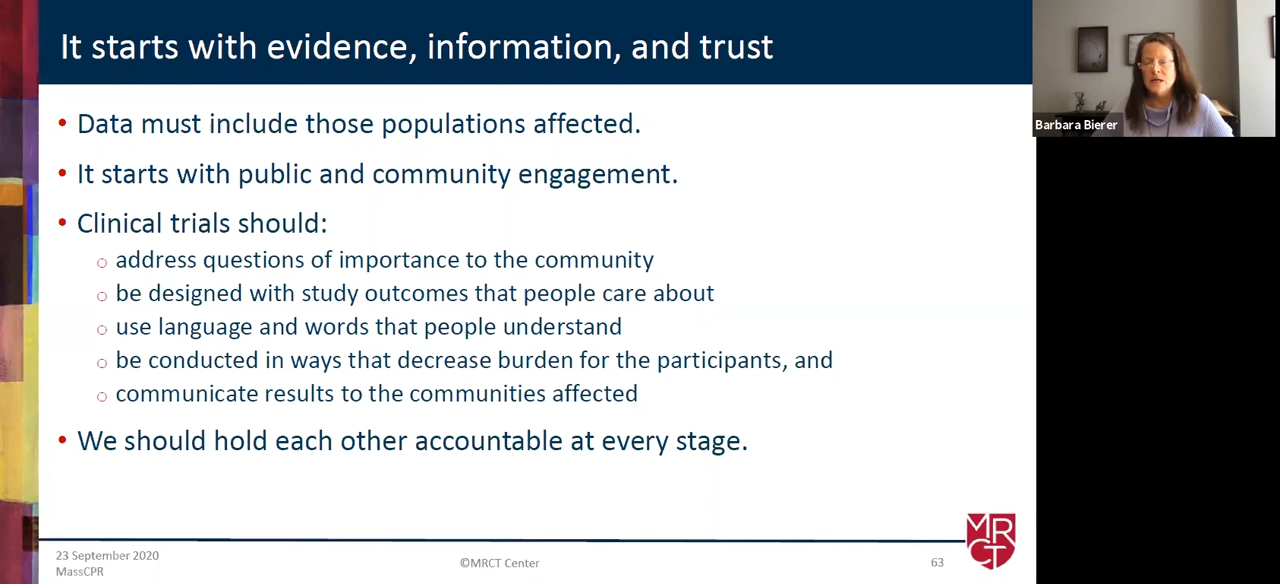 It starts with evidence, information, and trust
Barbara Bierer
• Data must include those populations affected.
• It starts with public and community engagement.
• Clinical trials should:
○ address questions of importance to the community
○ be designed with study outcomes that people care about
○ use language and words that people understand
○ be conducted in ways that decrease burden for the participants, and
○ communicate results to the communities affected
• We should hold each other accountable at every stage.
23 September 2020
MassCPR
©MRCT Center
63
MR
CT